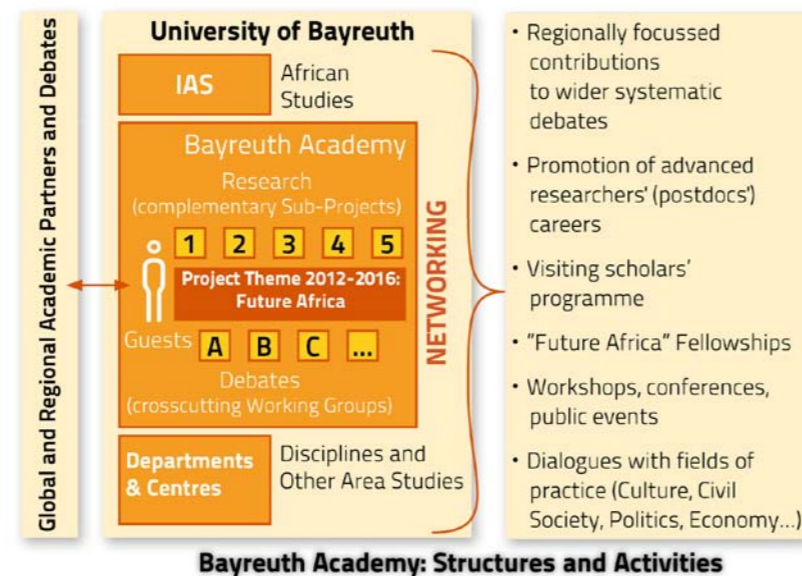 Global and Regional Academic Partners and Debates
University of Bayreuth
IAS
African
Studies
Bayreuth Academy
Research
(complementary Sub-Projects)
1 2 3 4 5
Project Theme 2012-2016:
Future Africa
Guests
A B C ...
Debates
(crosscutting Working Groups)
Departments
& Centres
Disciplines and
Other Area Studies
NETWORKING
• Regionally focussed
contributions
to wider systematic
debates
• Promotion of advanced
researchers' (postdocs')
careers
• Visiting scholars'
programme
• "Future Africa" Fellowships
• Workshops, conferences,
public events
• Dialogues with fields of
practice (Culture, Civil
Society, Politics, Economy...)
Bayreuth Academy: Structures and Activities